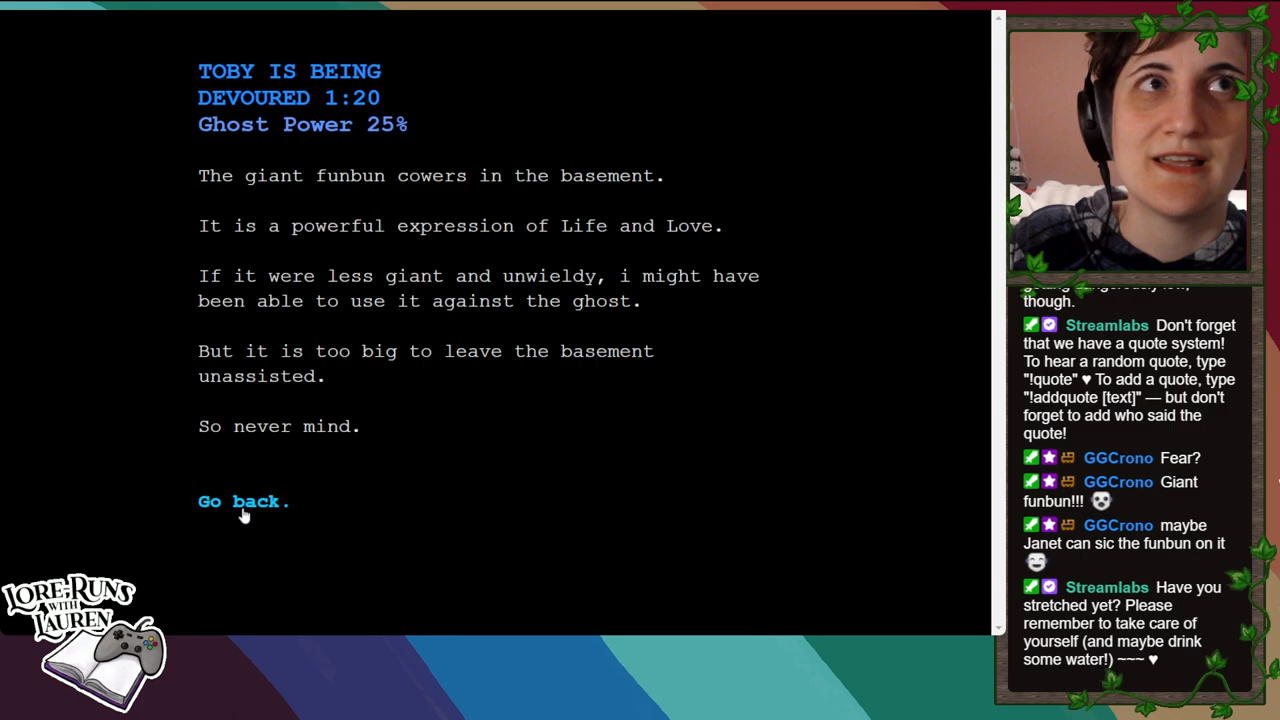 TOBY IS BEING
DEVOURED 1:20
Ghost Power 25%
The giant funbun cowers in the basement.
It is a powerful expression of Life and Love.
If it were less giant and unwieldy, i might have
been able to use it against the ghost.
But it is too big to leave the basement
unassisted.
So never mind.
Go back.
LORE-RUNS
WITH
LAUREN
though.
Streamlabs Don't forget
that we have a quote system!
To hear a random quote, type
"!quote" ♥ To add a quote, type
"!addquote [text]" — but don't
forget to add who said the
quote!
GGCrono Fear?
GGCrono Giant
funbun!!!
GGCrono maybe
Janet can sic the funbun on it
Streamlabs Have you
stretched yet? Please
remember to take care of
yourself (and maybe drink
some water!) ~~~ ♥